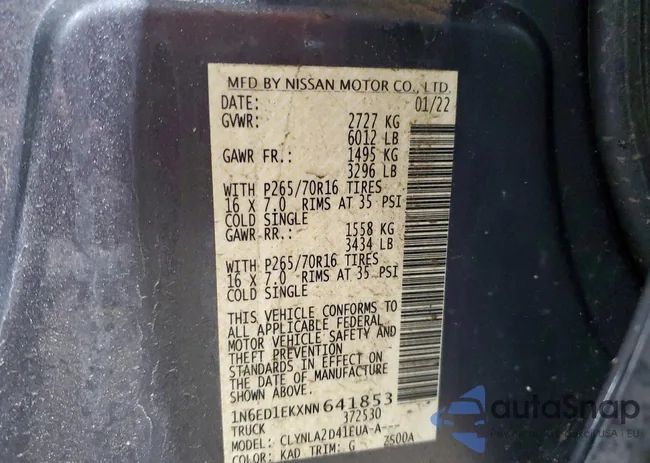 MFD BY NISSAN MOTOR CO., LTD.
DATE: 01/22
GVWR: 2727 KG
6012 LB
GAWR FR.: 1495 KG
3296 LB
WITH P265/70R16 TIRES
16 X 7.0 RIMS AT 35 PSI
COLD SINGLE
GAWR RR.: 1558 KG
3434 LB
WITH P265/70R16 TIRES
16 X 7.0 RIMS AT 35 PSI
COLD SINGLE
THIS VEHICLE CONFORMS TO
ALL APPLICABLE FEDERAL
MOTOR VEHICLE SAFETY AND
THEFT PREVENTION
STANDARDS IN EFFECT ON
THE DATE OF MANUFACTURE
SHOWN ABOVE.
1N6ED1EKXNN641853
TRUCK 372530
MODEL: CLYNLA2D41EUA-A---
COLOR: KAD TRIM: G ZS00A
autoSnap